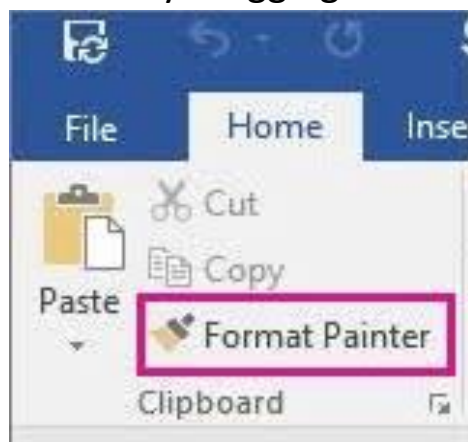 File Home Inse
Cut
Copy
Paste
Format Painter
Clipboard